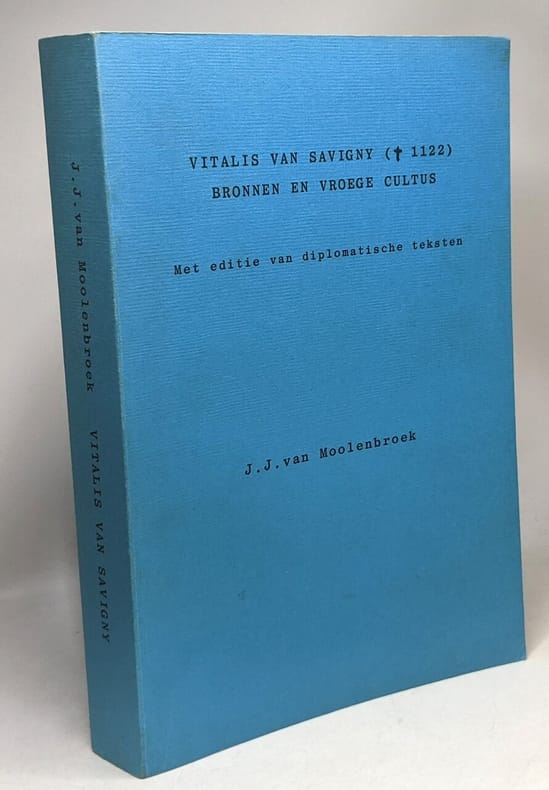 VITALIS VAN SAVIGNY († 1122)
BRONNEN EN VROEGE CULTUS
Met editie van diplomatische teksten
J.J.van Moolenbroek
J.J.van Moolenbroek VITALIS VAN SAVIGNY